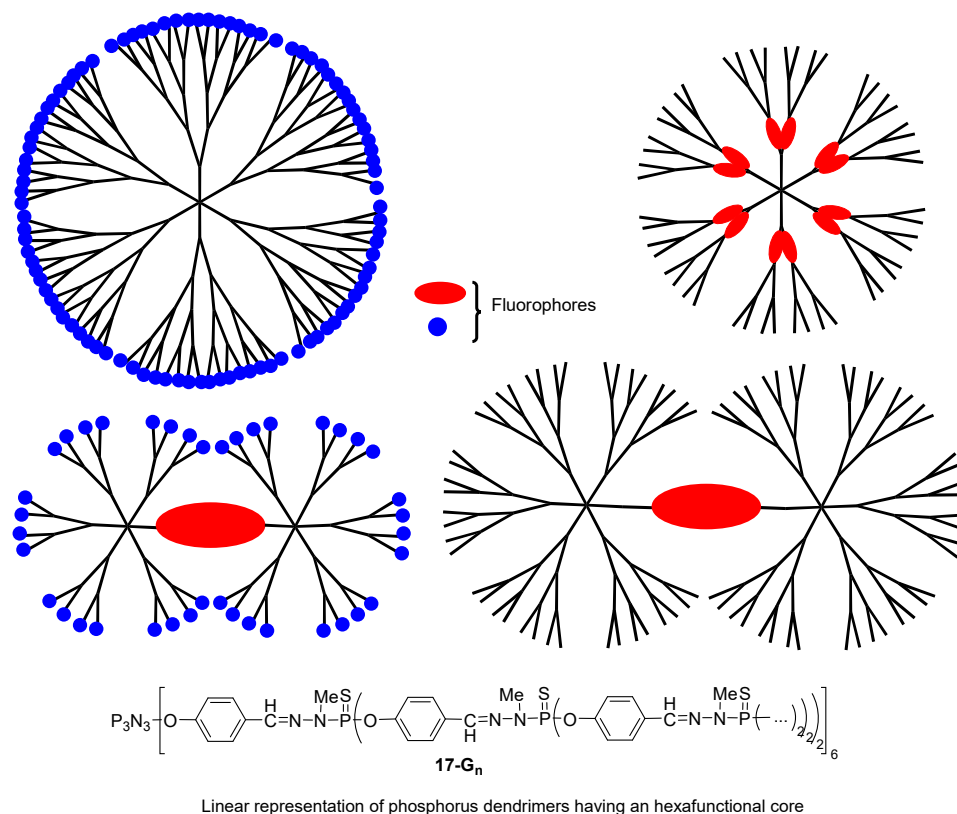 Fluorophores
P3N3 [ O C H =N N Me P S ( O C H =N N Me P S ( O C H =N N Me P S ( ... )2 )2 )2 ]6
17-Gn
Linear representation of phosphorus dendrimers having an hexafunctional core